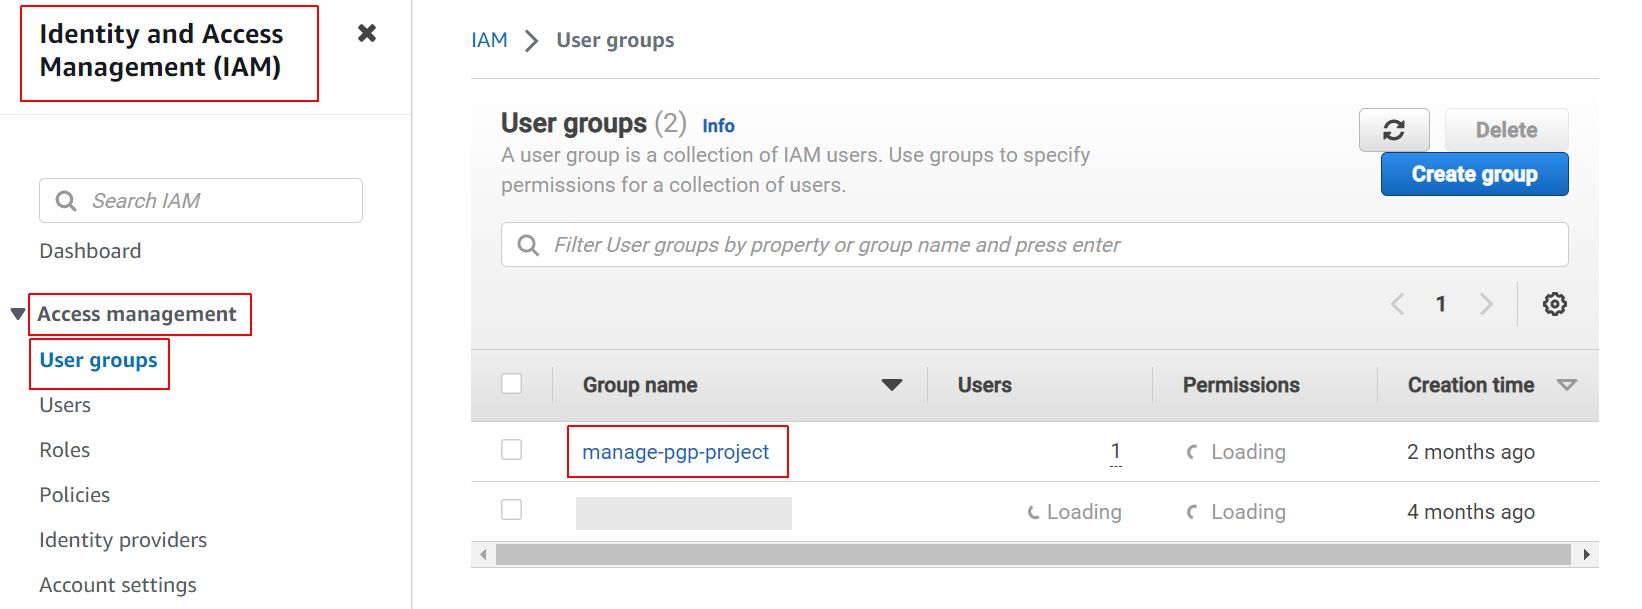 Identity and Access
Management (IAM)
Search IAM
Dashboard
Access management
User groups
Users
Roles
Policies
Identity providers
Account settings
IAM User groups
User groups (2) Info
A user group is a collection of IAM users. Use groups to specify
permissions for a collection of users.
Delete
Create group
Filter User groups by property or group name and press enter
1
Group name Users Permissions Creation time
manage-pgp-project 1 Loading 2 months ago
Loading Loading 4 months ago